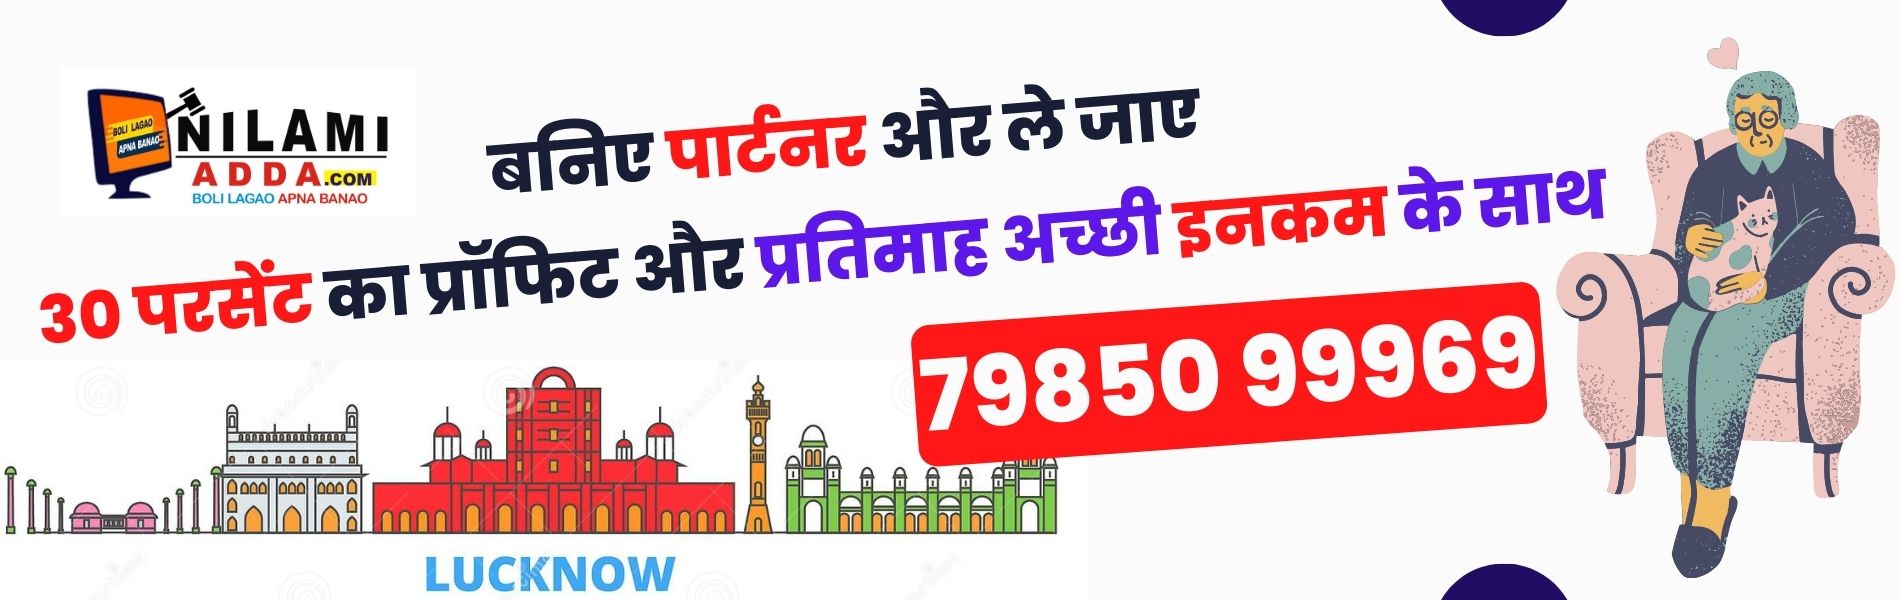 BOLI LAGAO
APNA BANAO
NILAMI
ADDA.COM
BOLI LAGAO APNA BANAO
बनिए पार्टनर और ले जाए
30 परसेंट का प्रॉफिट और प्रतिमाह अच्छी इनकम के साथ
79850 99969
LUCKNOW